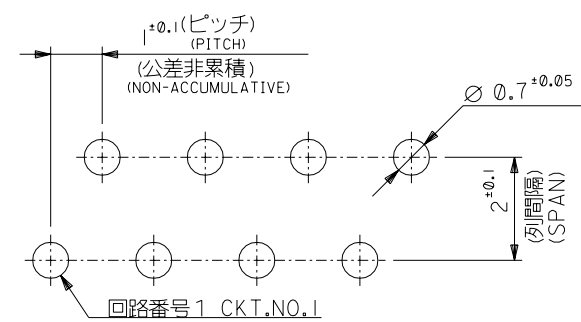 1±0.1(ピッチ)
(PITCH)
(公差非累積)
(NON-ACCUMULATIVE)
∅ 0.7±0.05
2±0.1
(列間隔)
(SPAN)
回路番号1 CKT.NO.1